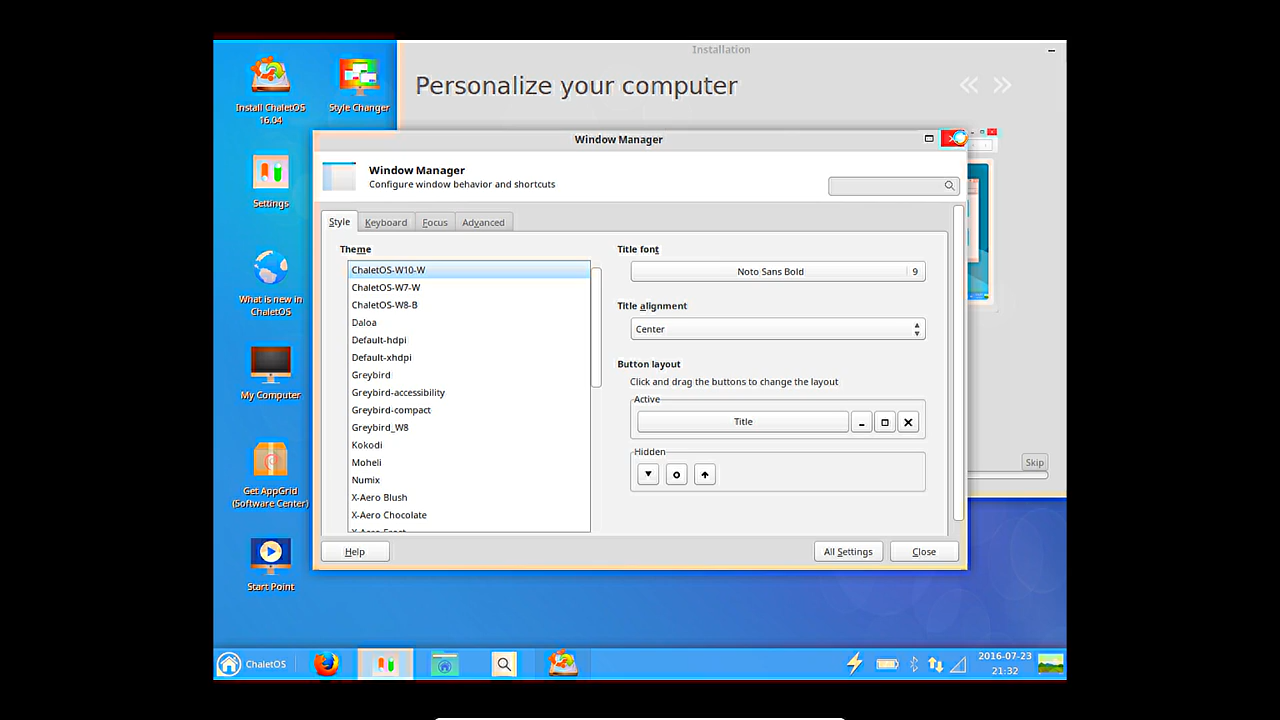 Installation
Personalize your computer
Install ChaletOS
16.04
Style Changer
Settings
What is new in
ChaletOS
My Computer
Get AppGrid
(Software Center)
Start Point
Window Manager
Window Manager
Configure window behavior and shortcuts
Style
Keyboard
Focus
Advanced
Theme
ChaletOS-W10-W
ChaletOS-W7-W
ChaletOS-W8-B
Daloa
Default-hdpi
Default-xhdpi
Greybird
Greybird-accessibility
Greybird-compact
Greybird_W8
Kokodi
Moheli
Numix
X-Aero Blush
X-Aero Chocolate
Title font
Noto Sans Bold 9
Title alignment
Center
Button layout
Click and drag the buttons to change the layout
Active
Title
Hidden
Help
All Settings
Close
Skip
ChaletOS
2016-07-23
21:32